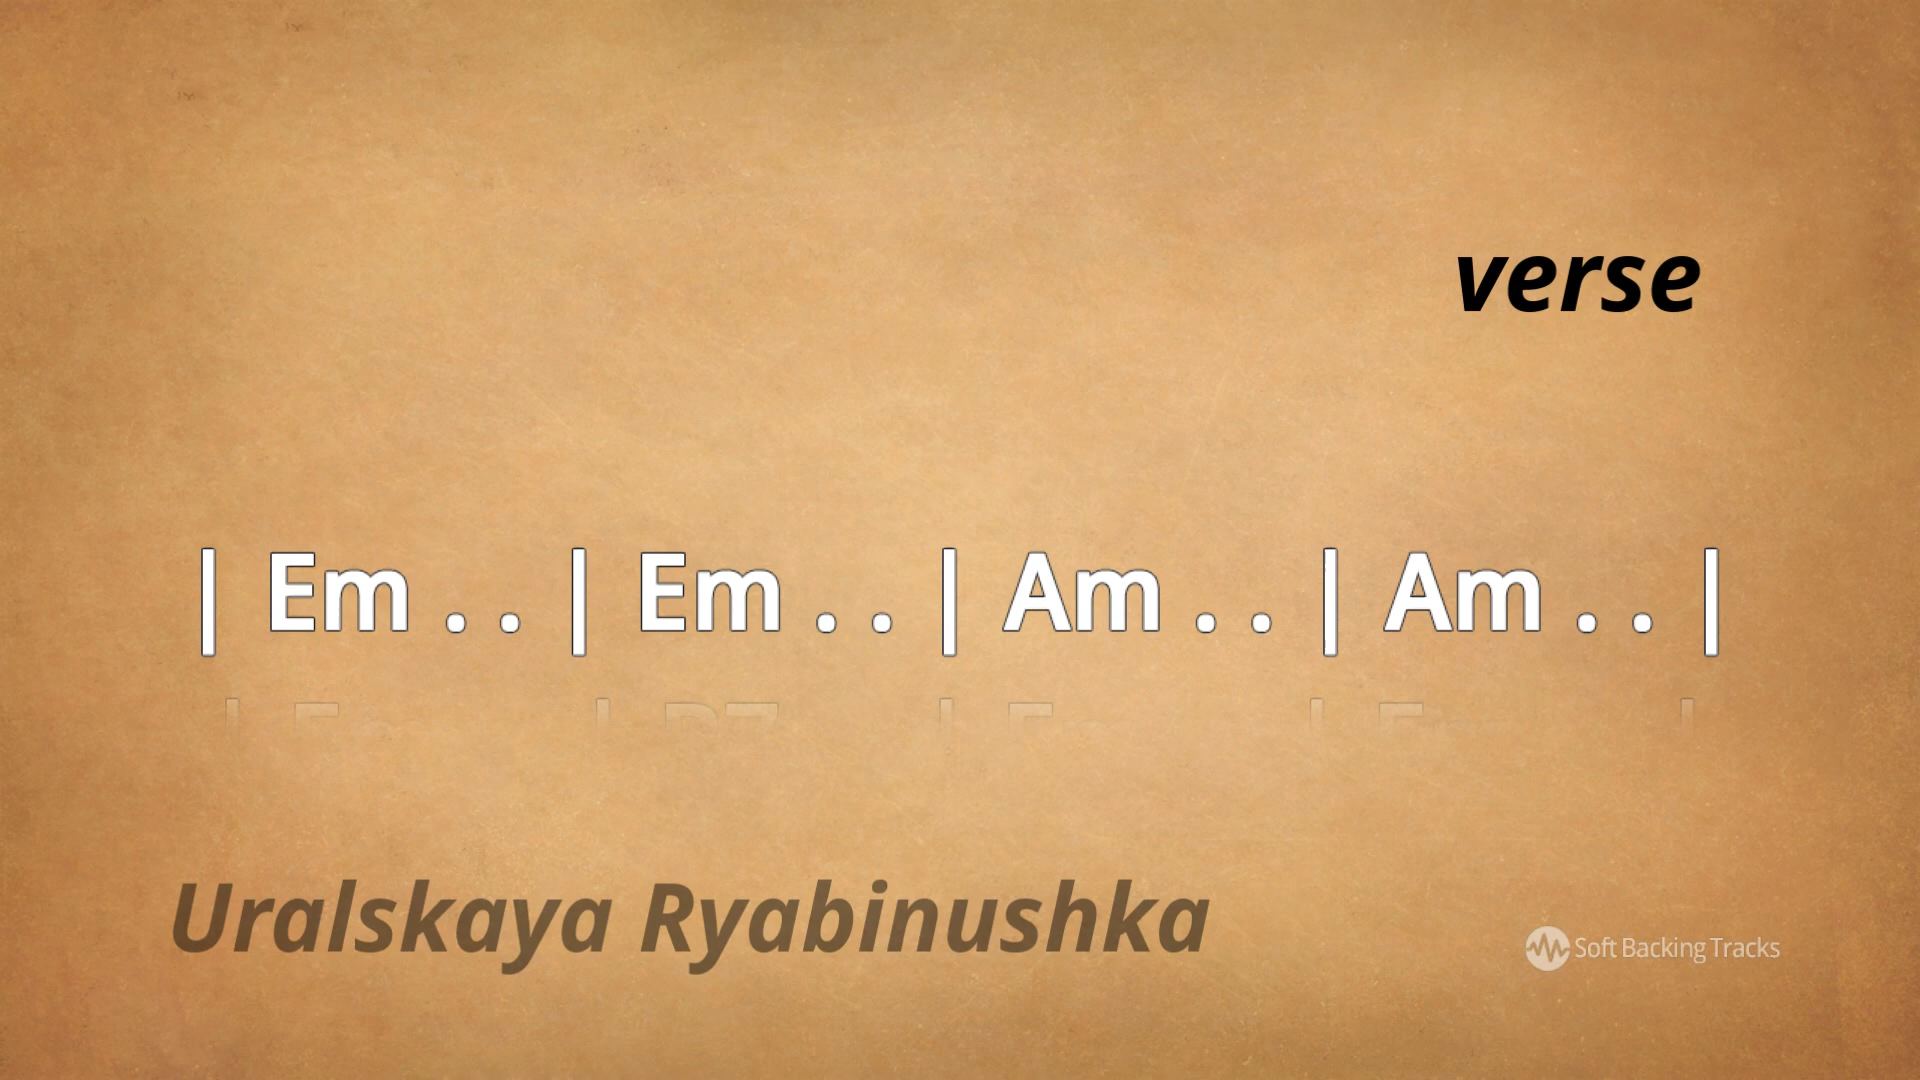 verse
| Em . . | Em . . | Am . . | Am . . |
Uralskaya Ryabinushka
Soft Backing Tracks